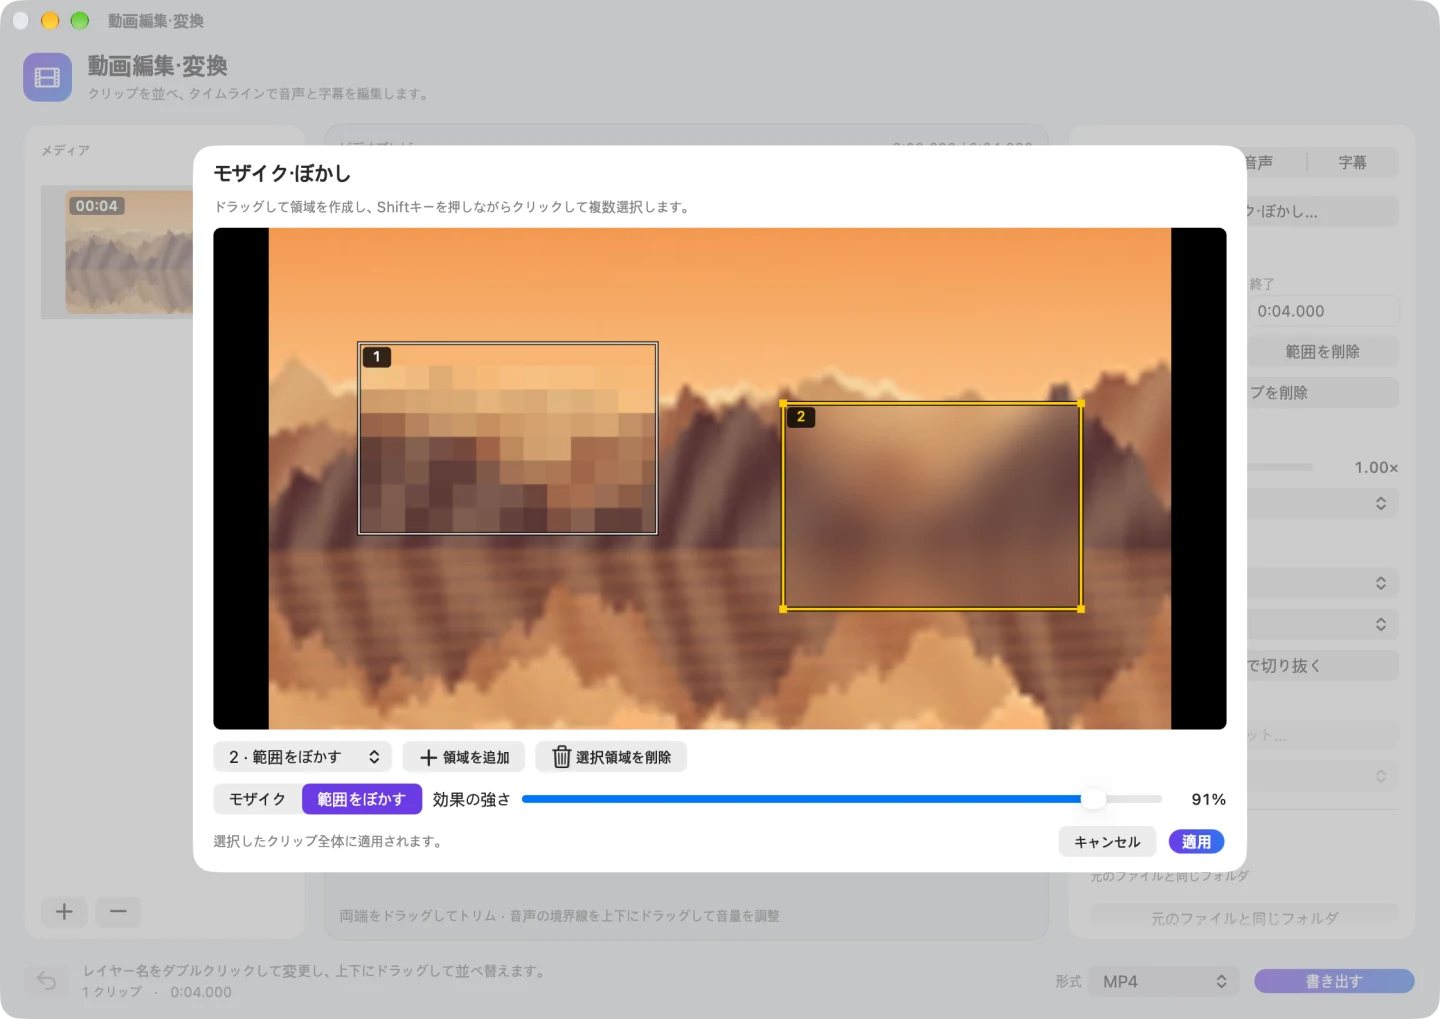 動画編集·変換
動画編集·変換
クリップを並べ、タイムラインで音声と字幕を編集します。
メディア
00:04
音声
字幕
ク·ぼかし...
終了
0:04.000
範囲を削除
プを削除
1.00×
で切り抜く
ット...
モザイク·ぼかし
ドラッグして領域を作成し、Shiftキーを押しながらクリックして複数選択します。
1
2
2 · 範囲をぼかす
領域を追加
選択領域を削除
モザイク
範囲をぼかす
効果の強さ
91%
選択したクリップ全体に適用されます。
キャンセル
適用
元のファイルと同じフォルダ
元のファイルと同じフォルダ
両端をドラッグしてトリム · 音声の境界線を上下にドラッグして音量を調整
レイヤー名をダブルクリックして変更し、上下にドラッグして並べ替えます。
1 クリップ · 0:04.000
形式
MP4
書き出す